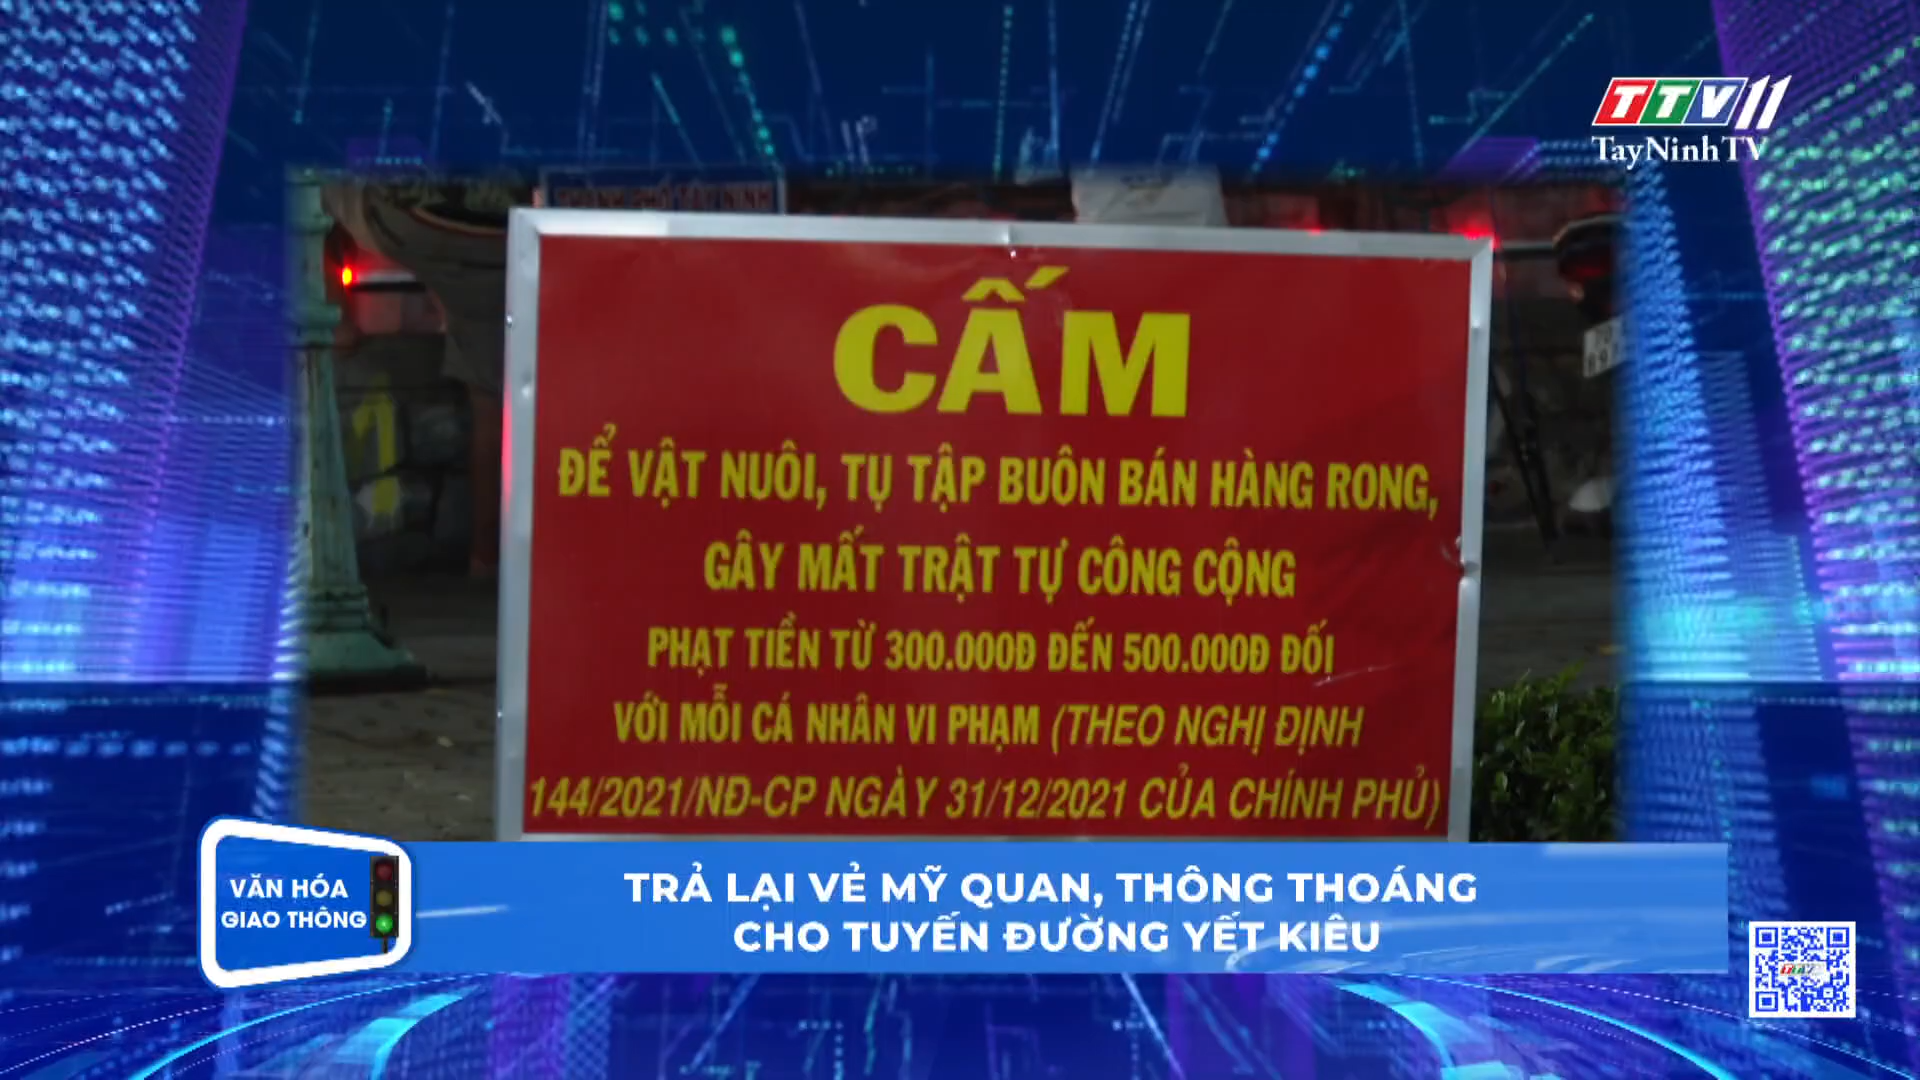 TTV11
TayNinhTV
CẤM
ĐỂ VẬT NUÔI, TỤ TẬP BUÔN BÁN HÀNG RONG,
GÂY MẤT TRẬT TỰ CÔNG CỘNG
PHẠT TIỀN TỪ 300.000Đ ĐẾN 500.000Đ ĐỐI
VỚI MỖI CÁ NHÂN VI PHẠM (THEO NGHỊ ĐỊNH
144/2021/NĐ-CP NGÀY 31/12/2021 CỦA CHÍNH PHỦ)
VĂN HÓA
GIAO THÔNG
TRẢ LẠI VẺ MỸ QUAN, THÔNG THOÁNG
CHO TUYẾN ĐƯỜNG YẾT KIÊU